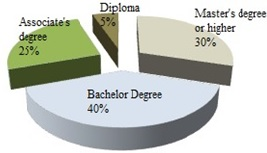 Diploma
5%
Associate's
degree
25%
Master's degree
or higher
30%
Bachelor Degree
40%